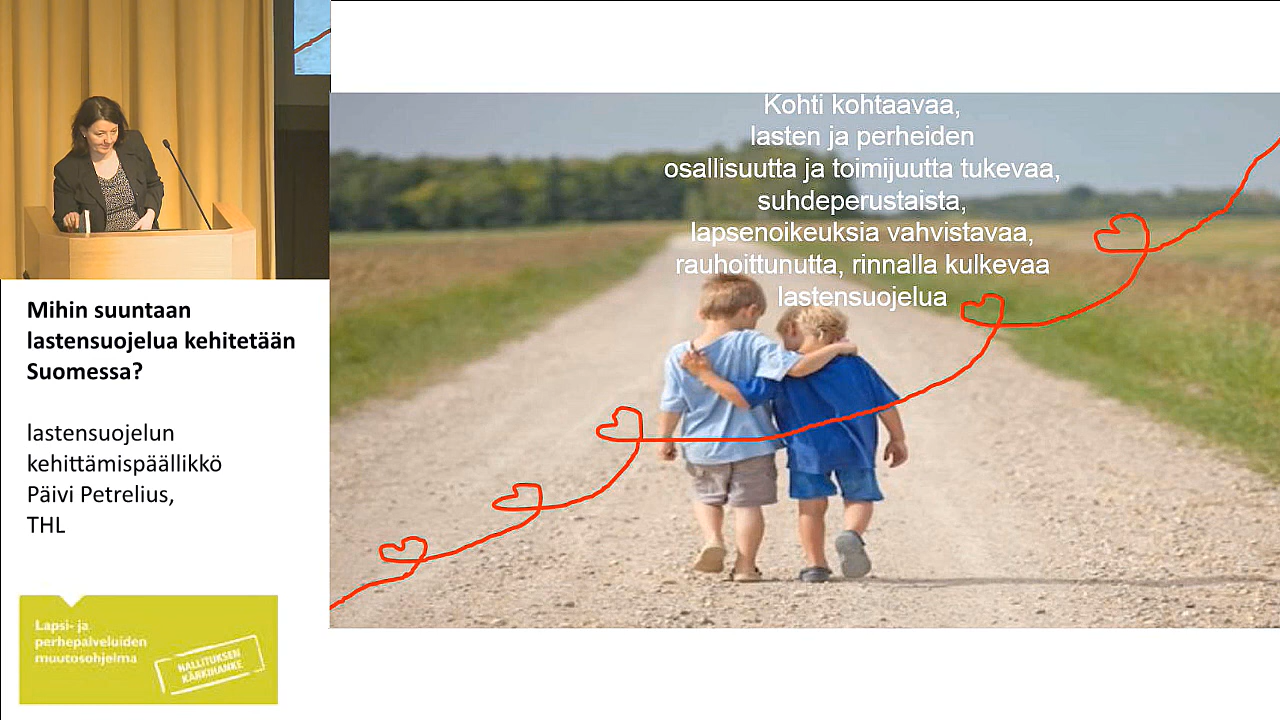 Kohti kohtaavaa,
lasten ja perheiden
osallisuutta ja toimijuutta tukevaa,
suhdeperustaista,
lapsenoikeuksia vahvistavaa,
rauhoittunutta, rinnalla kulkevaa
lastensuojelua
Mihin suuntaan
lastensuojelua kehitetään
Suomessa?
lastensuojelun
kehittämispäällikkö
Päivi Petrelius,
THL
Lapsi- ja
perhepalveluiden
muutosohjelma
HALLITUKSEN
KÄRKIHANKE